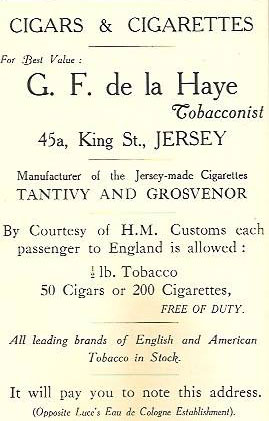 CIGARS & CIGARETTES
For Best Value :
G. F. de la Haye
Tobacconist
45a, King St., JERSEY
Manufacturer of the Jersey-made Cigarettes
TANTIVY AND GROSVENOR
By Courtesy of H.M. Customs each
passenger to England is allowed :
½ lb. Tobacco
50 Cigars or 200 Cigarettes,
FREE OF DUTY.
All leading brands of English and American
Tobacco in Stock.
It will pay you to note this address.
(Opposite Luce's Eau de Cologne Establishment).